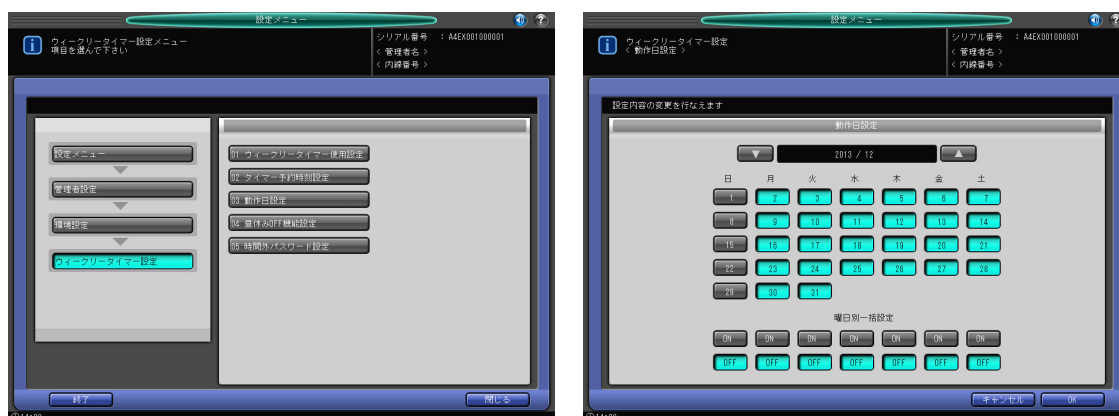 設定メニュー
ウィークリータイマー設定メニュー
項目を選んで下さい
シリアル番号 : A4EX001000001
< 管理者名 >
< 内線番号 >
設定メニュー
管理者設定
環境設定
ウィークリータイマー設定
01 ウィークリータイマー使用設定
02 タイマー予約時刻設定
03 動作日設定
04 昼休みOFF機能設定
05 時間外パスワード設定
終了
閉じる
設定メニュー
ウィークリータイマー設定
< 動作日設定 >
シリアル番号 : A4EX001000001
< 管理者名 >
< 内線番号 >
設定内容の変更を行なえます
動作日設定
▼ 2013 / 12 ▲
日 月 火 水 木 金 土
1 2 3 4 5 6 7
8 9 10 11 12 13 14
15 16 17 18 19 20 21
22 23 24 25 26 27 28
29 30 31
曜日別一括設定
ON ON ON ON ON ON ON
OFF OFF OFF OFF OFF OFF OFF
キャンセル OK